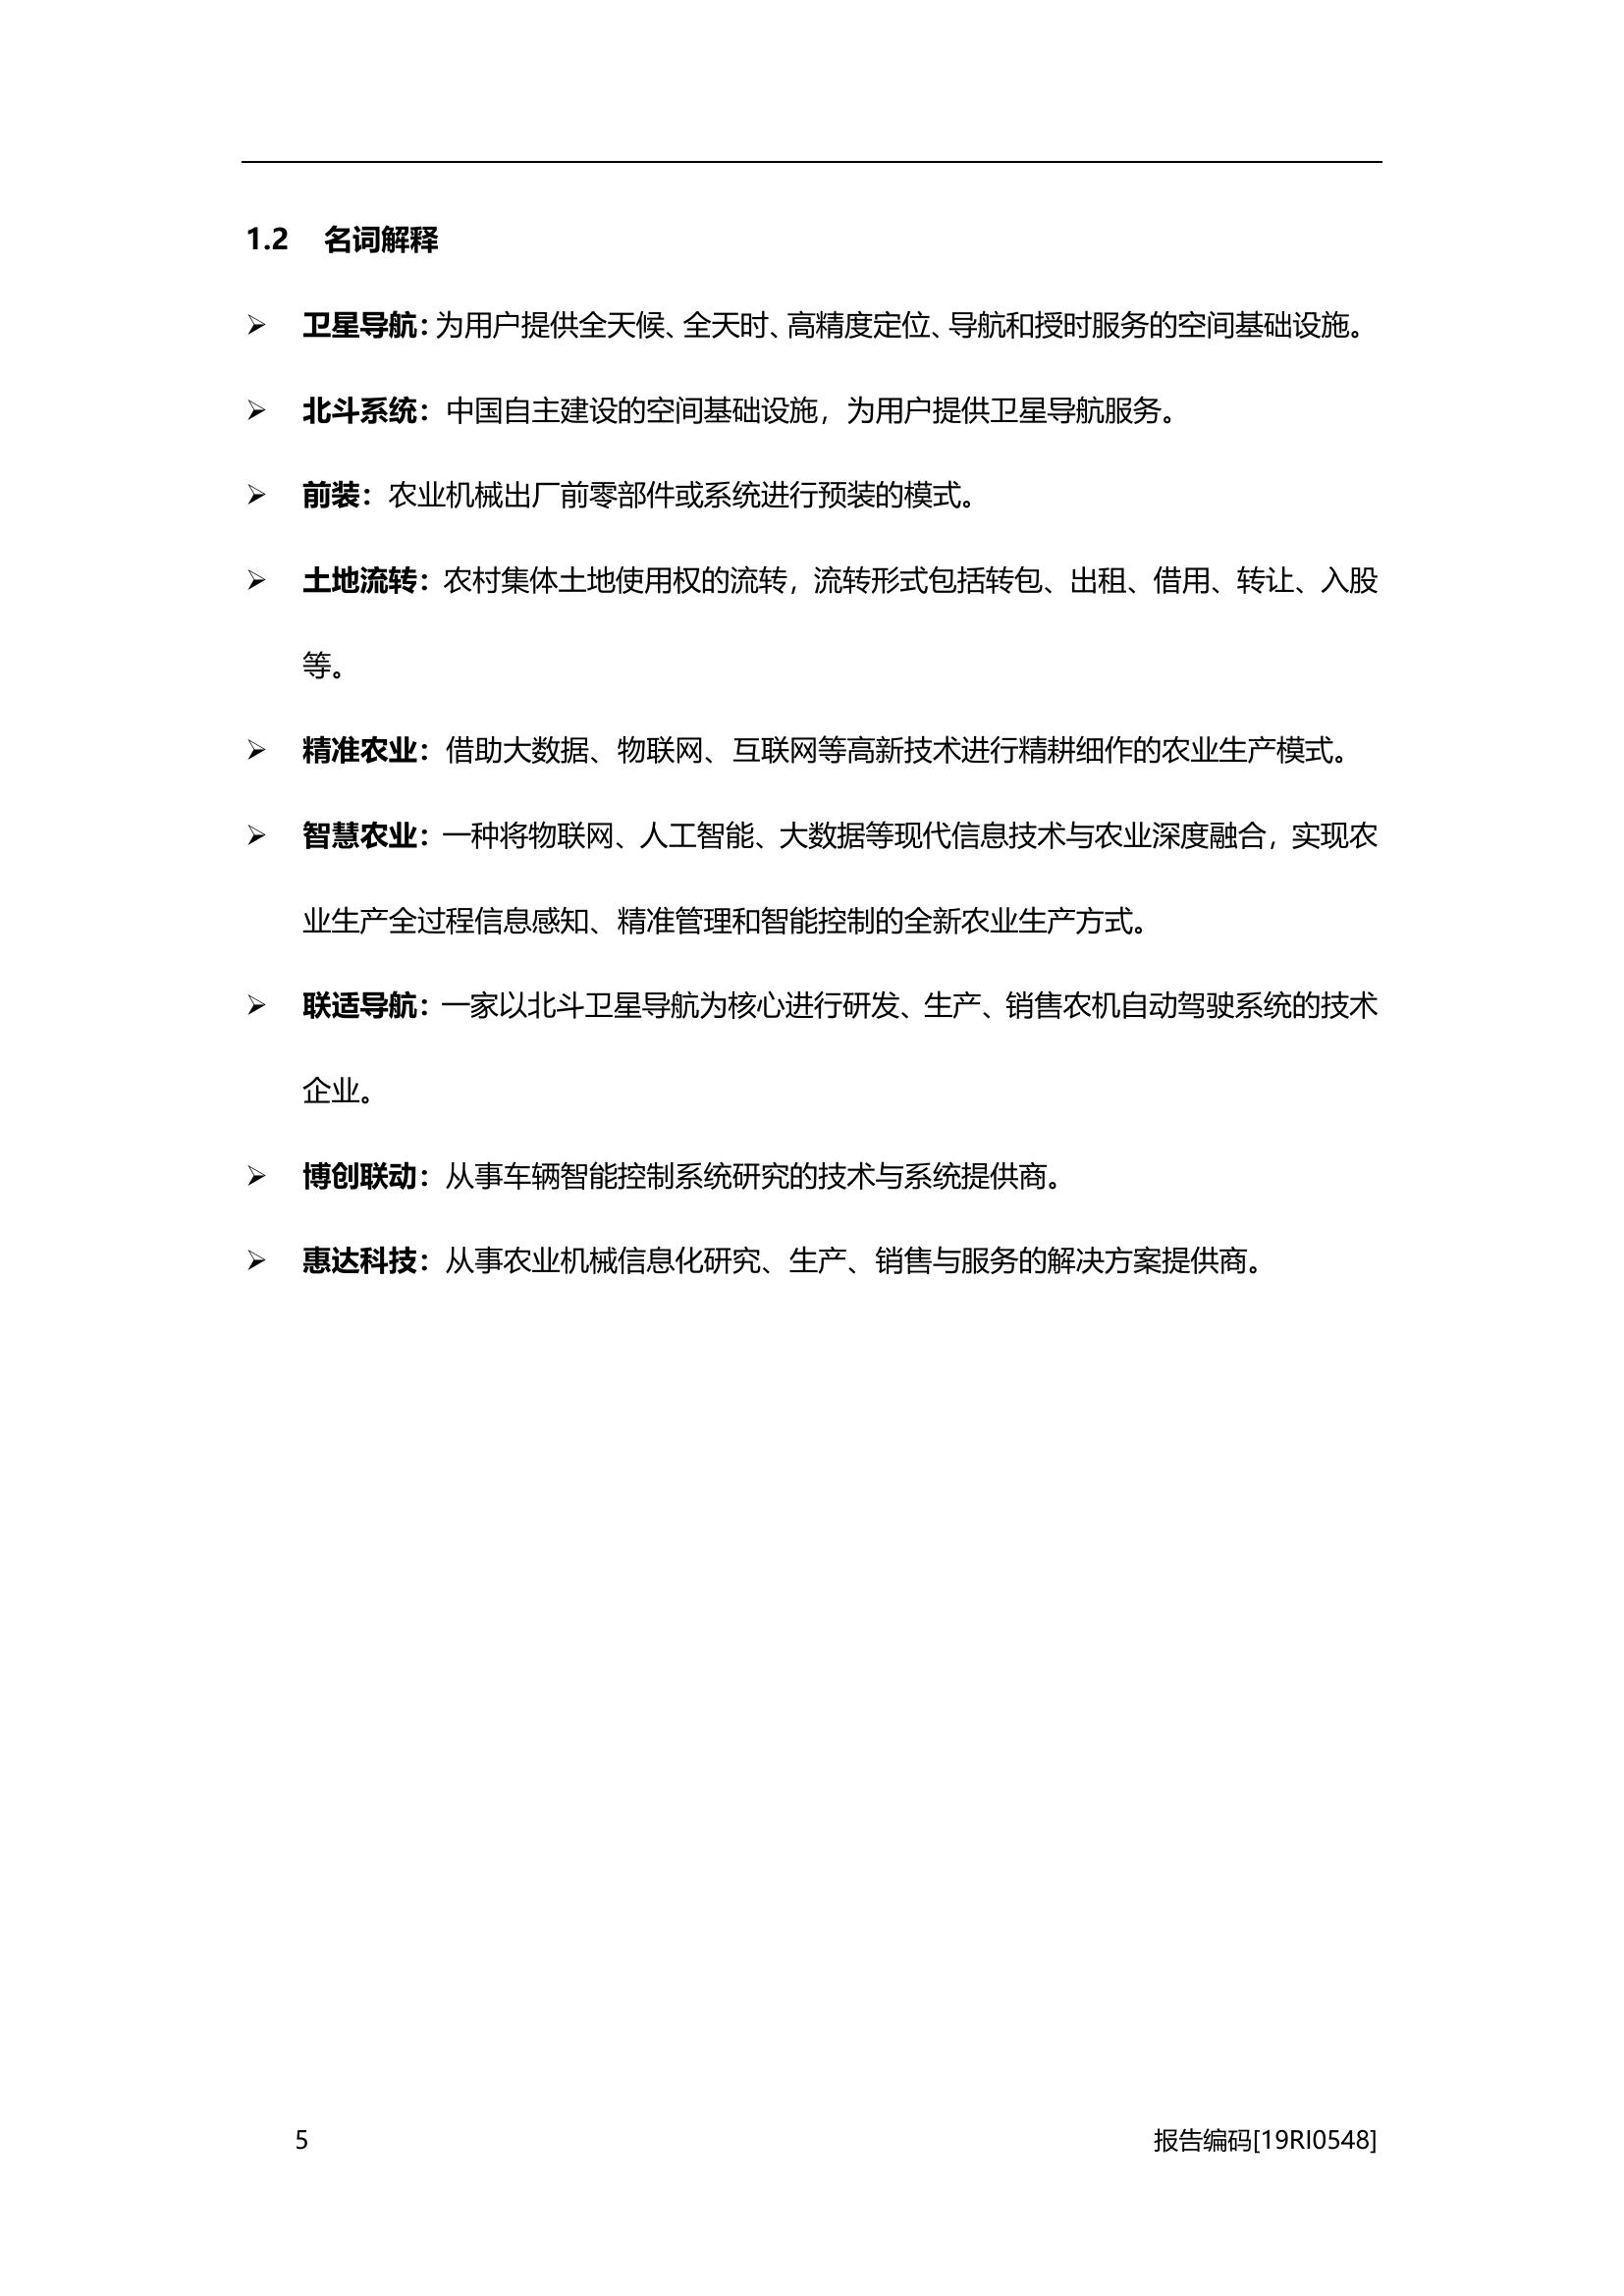 1.2 名词解释
➢ 卫星导航：为用户提供全天候、全天时、高精度定位、导航和授时服务的空间基础设施。
➢ 北斗系统：中国自主建设的空间基础设施，为用户提供卫星导航服务。
➢ 前装：农业机械出厂前零部件或系统进行预装的模式。
➢ 土地流转：农村集体土地使用权的流转，流转形式包括转包、出租、借用、转让、入股
等。
➢ 精准农业：借助大数据、物联网、互联网等高新技术进行精耕细作的农业生产模式。
➢ 智慧农业：一种将物联网、人工智能、大数据等现代信息技术与农业深度融合，实现农
业生产全过程信息感知、精准管理和智能控制的全新农业生产方式。
➢ 联适导航：一家以北斗卫星导航为核心进行研发、生产、销售农机自动驾驶系统的技术
企业。
➢ 博创联动：从事车辆智能控制系统研究的技术与系统提供商。
➢ 惠达科技：从事农业机械信息化研究、生产、销售与服务的解决方案提供商。
5 报告编码[19RI0548]